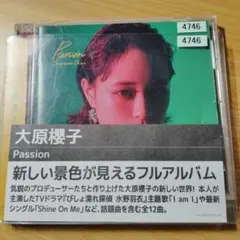 4746
4746
Passion
大原櫻子
Passion
新しい景色が見えるフルアルバム
気鋭のプロデューサーたちと作り上げた大原櫻子の新しい世界! 本人が
主演したTVドラマ『びしょ濡れ探偵 水野羽衣』主題歌「I am I」や最新
シングル「Shine On Me」など、話題曲を含む全12曲。